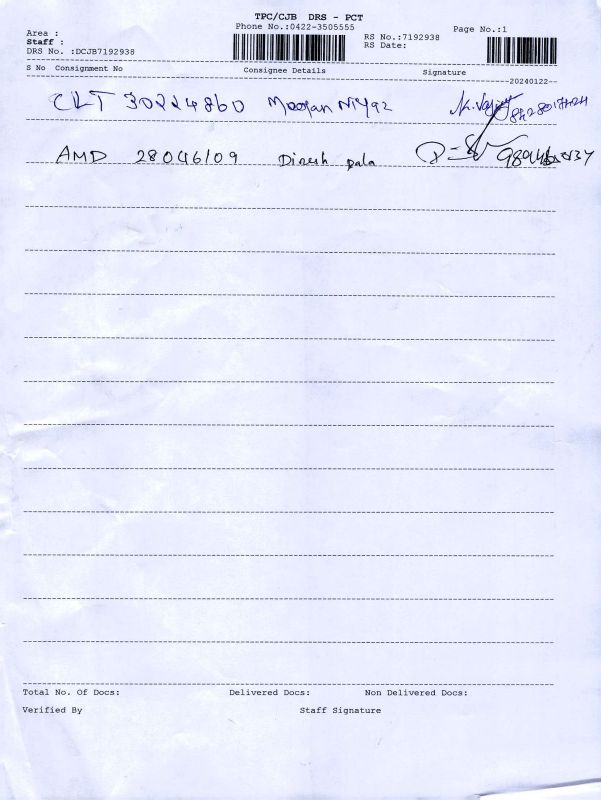 TPC/CJB DRS - PCT
Phone No.:0422-3505555
Page No.:1
Area :
RS No.:7192938
Staff :
RS Date:
DRS No. :DCJB7192938
S No Consignment No Consignee Details Signature
20240122
CLT 30224860
AMD 28046109 Dinesh pala
Total No. Of Docs: Delivered Docs: Non Delivered Docs:
Verified By Staff Signature